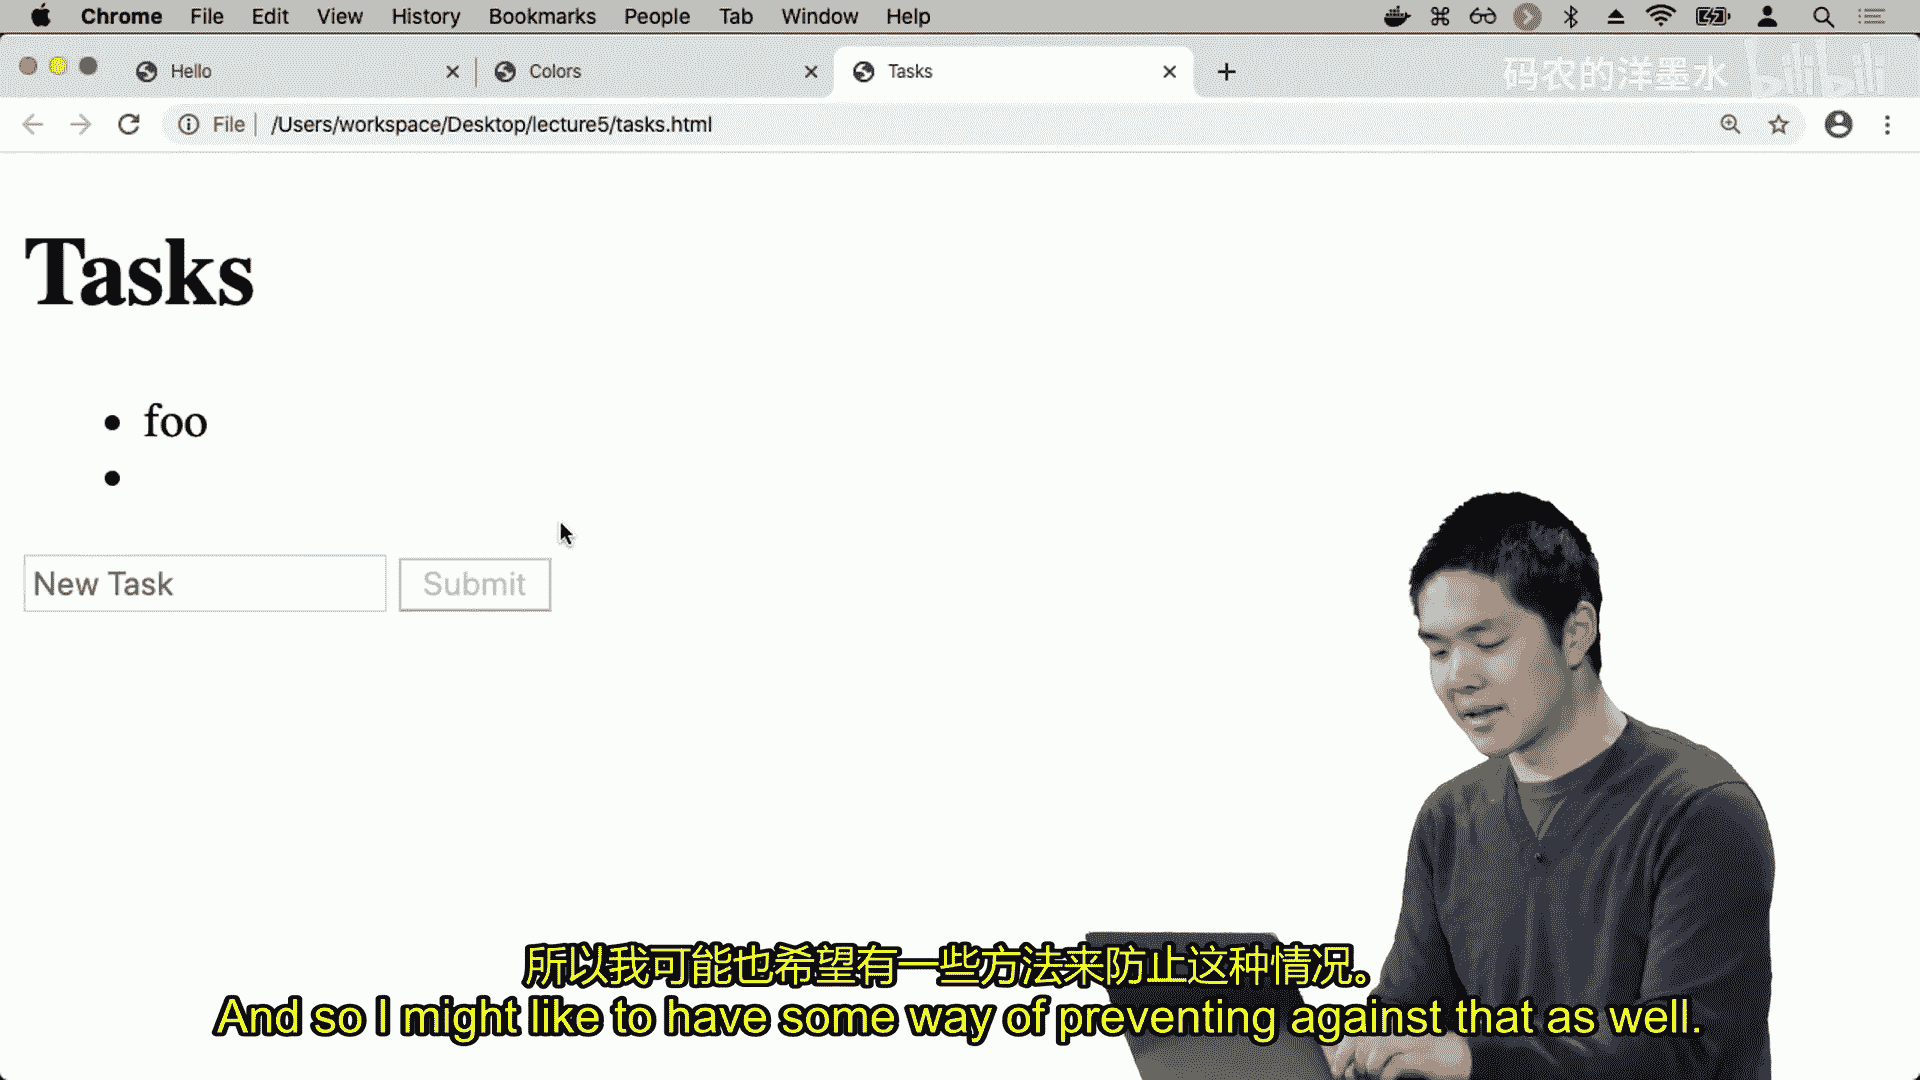 Chrome File Edit View History Bookmarks People Tab Window Help
Hello
Colors
Tasks
码农的洋墨水 bilibili
File /Users/workspace/Desktop/lecture5/tasks.html
Tasks
foo
New Task
Submit
所以我可能也希望有一些方法来防止这种情况。
And so I might like to have some way of preventing against that as well.